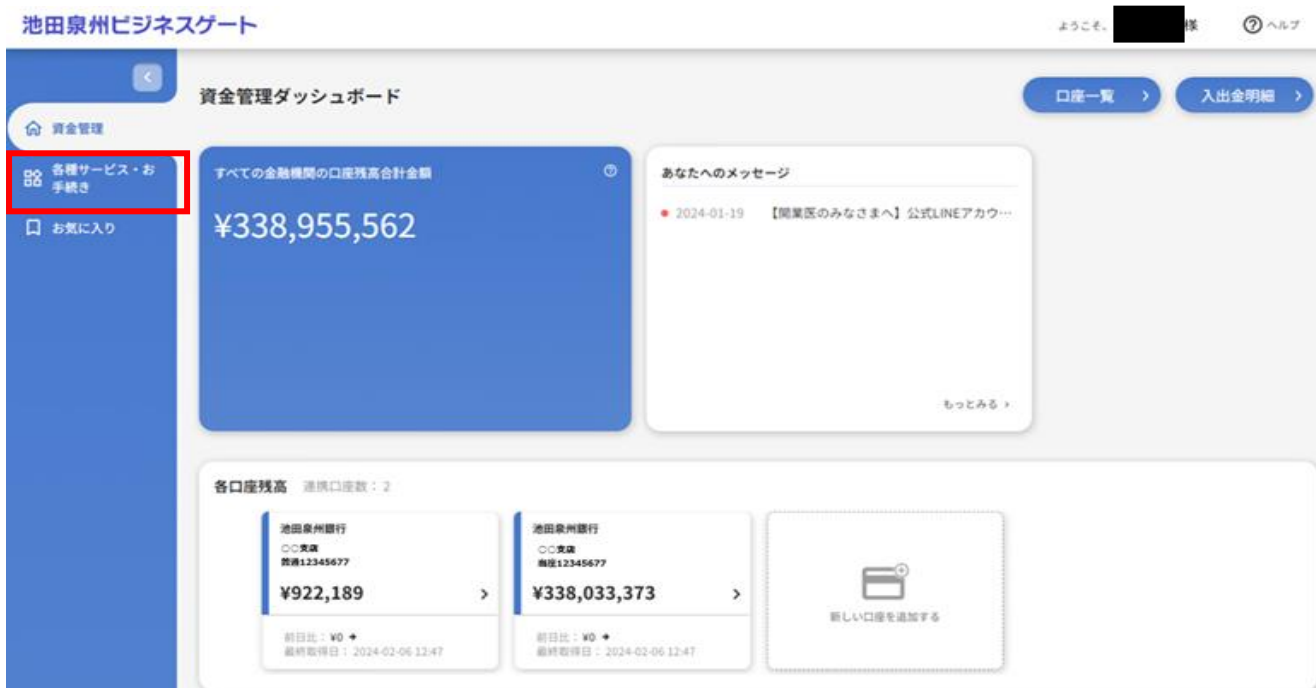 池田泉州ビジネスゲート
ようこそ、 様 ヘルプ
資金管理ダッシュボード
口座一覧
入出金明細
資金管理
各種サービス・お
手続き
お気に入り
すべての金融機関の口座残高合計金額
¥338,955,562
あなたへのメッセージ
2024-01-19 【開業医のみなさまへ】公式LINEアカウ…
もっとみる
各口座残高 連携口座数：2
池田泉州銀行
○○支店
普通12345677
¥922,189
前日比：¥0
最終取得日：2024-02-06 12:47
池田泉州銀行
○○支店
当座12345677
¥338,033,373
前日比：¥0
最終取得日：2024-02-06 12:47
新しい口座を追加する